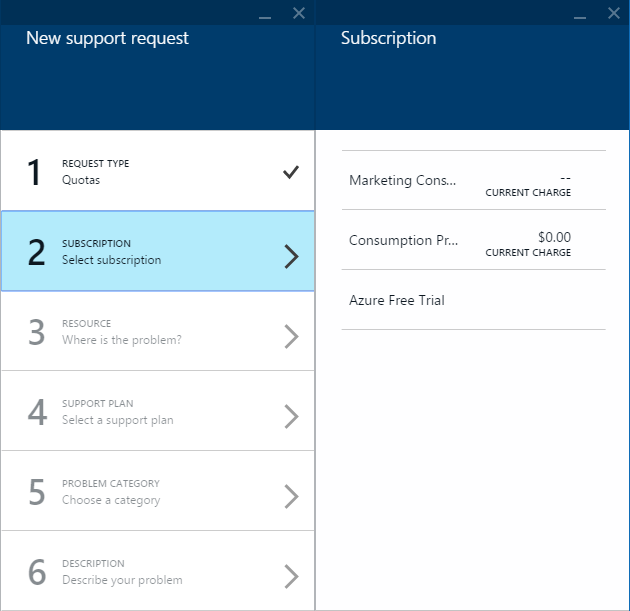 New support request
1
REQUEST TYPE
Quotas
2
SUBSCRIPTION
Select subscription
3
RESOURCE
Where is the problem?
4
SUPPORT PLAN
Select a support plan
5
PROBLEM CATEGORY
Choose a category
6
DESCRIPTION
Describe your problem
Subscription
Marketing Cons...
--
CURRENT CHARGE
Consumption Pr...
$0.00
CURRENT CHARGE
Azure Free Trial